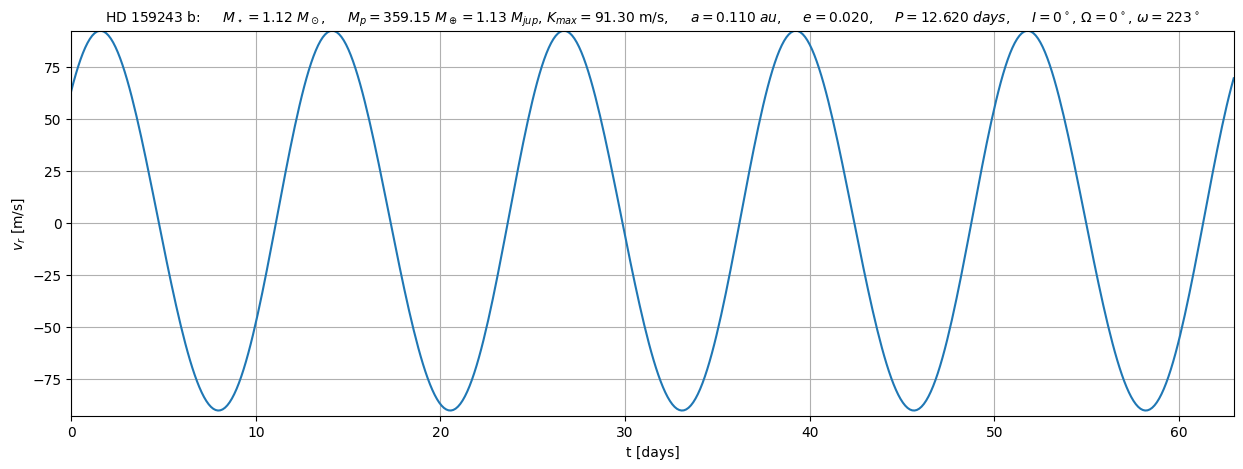 HD 159243 b: M⋆ = 1.12 M⊙, Mp = 359.15 M⊕ = 1.13 Mjup, Kmax = 91.30 m/s, a = 0.110 au, e = 0.020, P = 12.620 days, I = 0°, Ω = 0°, ω = 223°
75
50
25
0
−25
−50
−75
vr [m/s]
0 10 20 30 40 50 60
t [days]